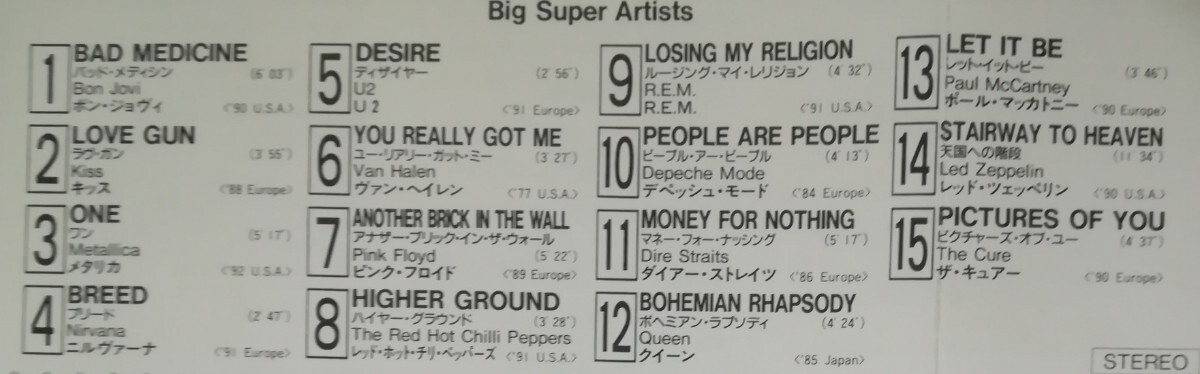 Big Super Artists
1 BAD MEDICINE
バッド・メディシン (6′03″)
Bon Jovi
ボン・ジョヴィ 〈'90 U.S.A〉
2 LOVE GUN
ラヴ・ガン (3′55″)
Kiss
キッス 〈'88 Europe〉
3 ONE
ワン (5′17″)
Metallica
メタリカ 〈'92 U.S.A〉
4 BREED
ブリード (2′47″)
Nirvana
ニルヴァーナ 〈'91 Europe〉
5 DESIRE
ディザイヤー (2′56″)
U2
U2 〈'91 Europe〉
6 YOU REALLY GOT ME
ユー・リアリー・ガット・ミー (3′27″)
Van Halen
ヴァン・ヘイレン 〈'77 U.S.A〉
7 ANOTHER BRICK IN THE WALL
アナザー・ブリック・イン・ザ・ウォール
Pink Floyd (5′22″)
ピンク・フロイド 〈'89 Europe〉
8 HIGHER GROUND
ハイヤー・グラウンド (3′28″)
The Red Hot Chilli Peppers
レッド・ホット・チリ・ペッパーズ 〈'91 U.S.A〉
9 LOSING MY RELIGION
ルージング・マイ・レリジョン (4′32″)
R.E.M.
R.E.M. 〈'91 U.S.A〉
10 PEOPLE ARE PEOPLE
ピープル・アー・ピープル (4′13″)
Depeche Mode
デペッシュ・モード 〈'84 Europe〉
11 MONEY FOR NOTHING
マネー・フォー・ナッシング (5′17″)
Dire Straits
ダイアー・ストレイツ 〈'86 Europe〉
12 BOHEMIAN RHAPSODY
ボヘミアン・ラプソディ (4′24″)
Queen
クイーン 〈'85 Japan〉
13 LET IT BE
レット・イット・ビー (3′46″)
Paul McCartney
ポール・マッカトニー 〈'90 Europe〉
14 STAIRWAY TO HEAVEN
天国への階段 (11′34″)
Led Zeppelin
レッド・ツェッペリン 〈'90 U.S.A〉
15 PICTURES OF YOU
ピクチャーズ・オブ・ユー (4′37″)
The Cure
ザ・キュアー 〈'90 Europe〉
STEREO